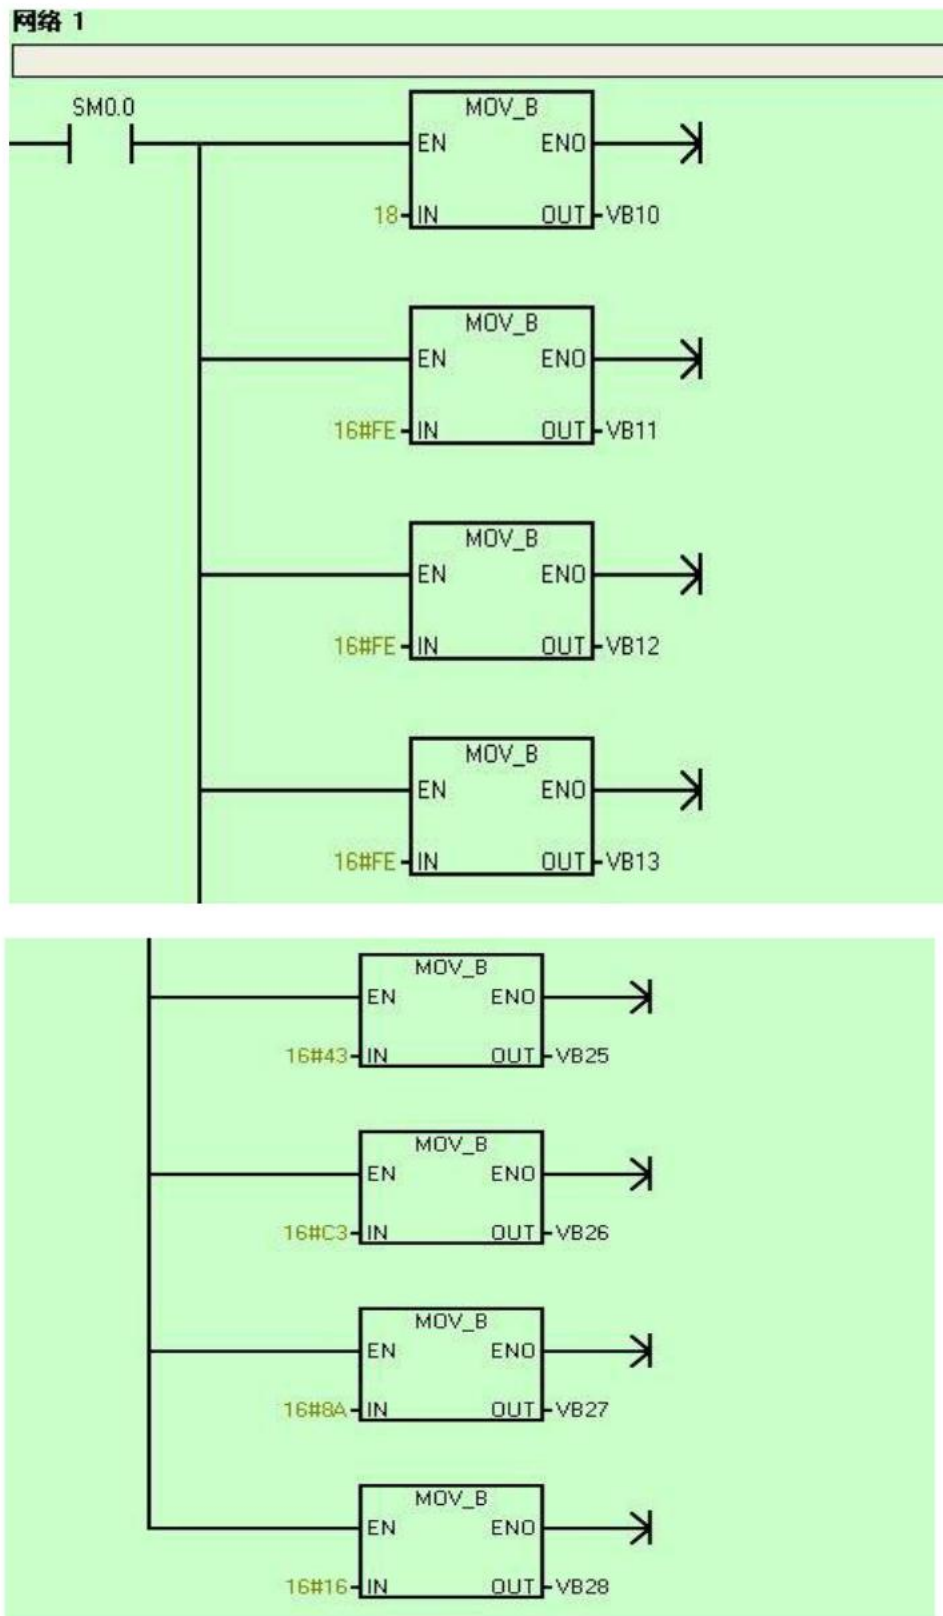 网络 1
SM0.0
MOV_B
EN ENO
18 IN OUT VB10
MOV_B
EN ENO
16#FE IN OUT VB11
MOV_B
EN ENO
16#FE IN OUT VB12
MOV_B
EN ENO
16#FE IN OUT VB13
MOV_B
EN ENO
16#43 IN OUT VB25
MOV_B
EN ENO
16#C3 IN OUT VB26
MOV_B
EN ENO
16#8A IN OUT VB27
MOV_B
EN ENO
16#16 IN OUT VB28